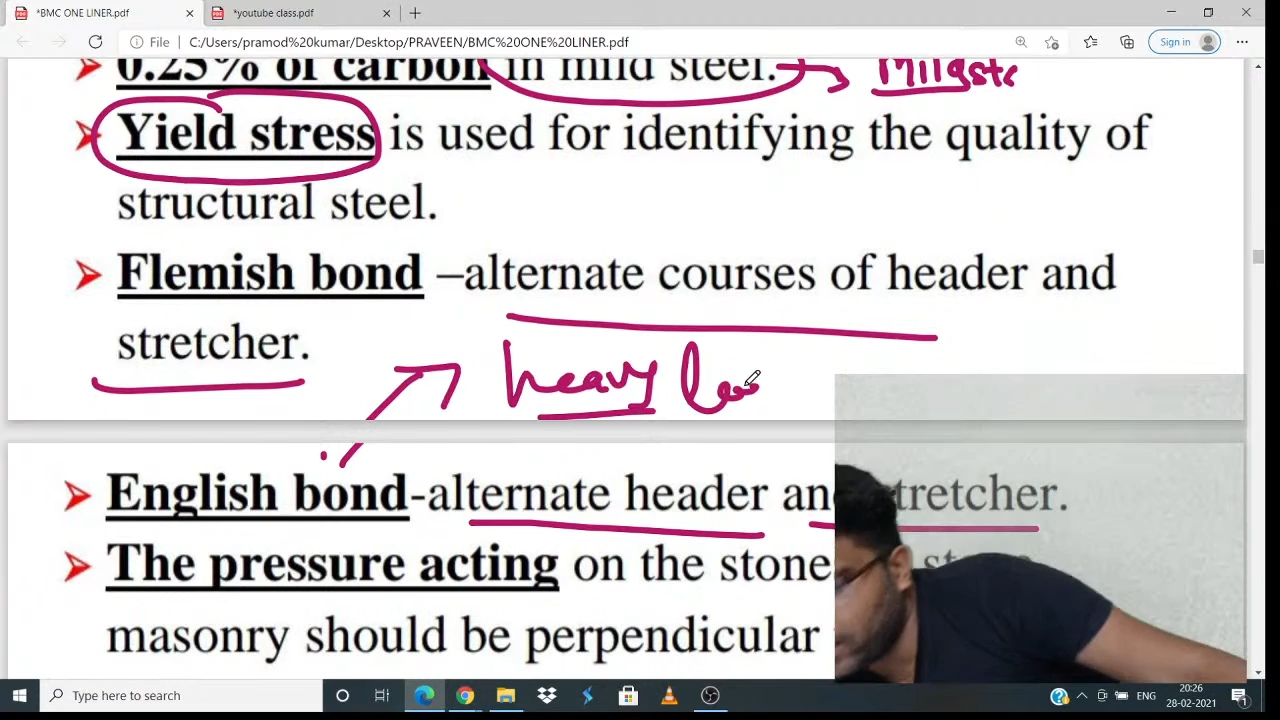 *BMC ONE LINER.pdf
*youtube class.pdf
File C:/Users/pramod%20kumar/Desktop/PRAVEEN/BMC%20ONE%20LINER.pdf
Sign in
0.25% of carbon in mild steel.
Yield stress is used for identifying the quality of
structural steel.
Flemish bond –alternate courses of header and
stretcher.
heavy
English bond-alternate header and stretcher.
The pressure acting on the stone
masonry should be perpendicular
Type here to search
ENG
20:26
28-02-2021
1